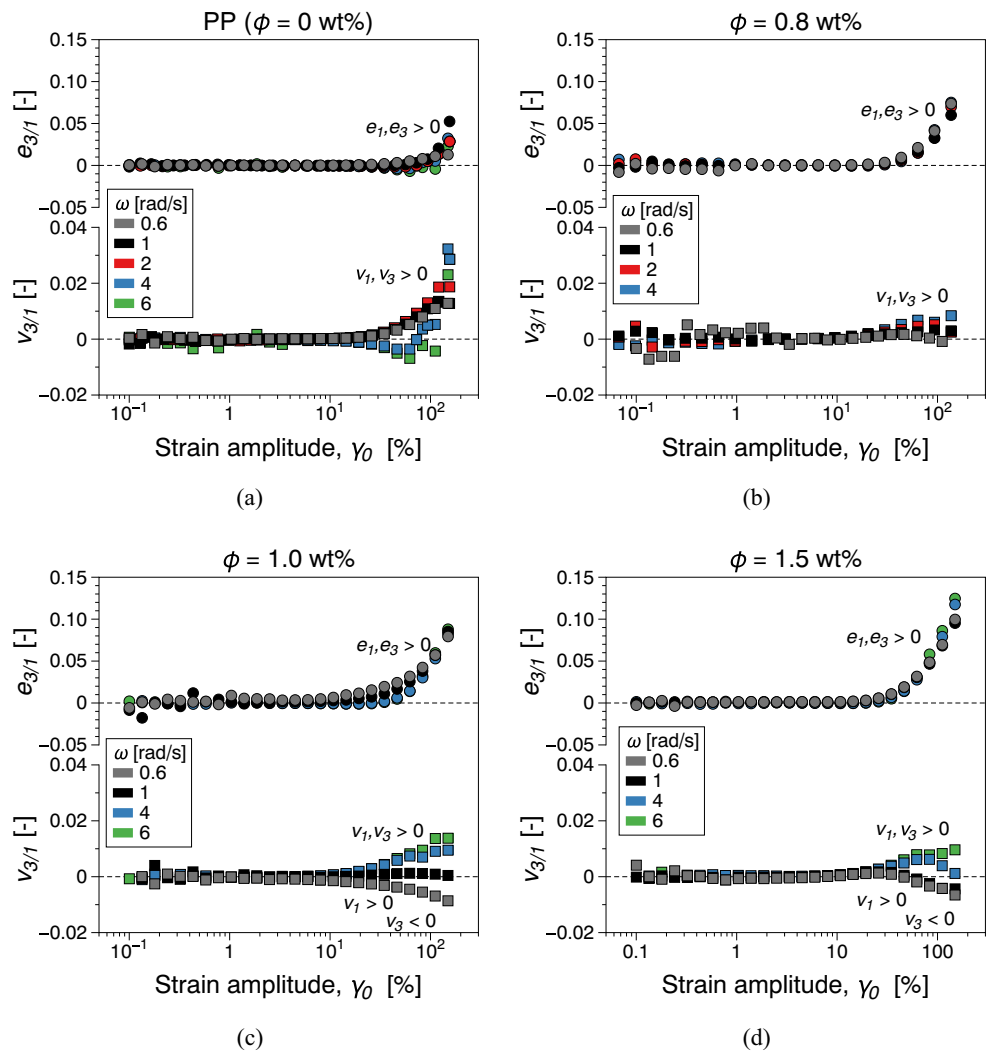 PP (ϕ = 0 wt%)
0.15
0.10
0.05
0
−0.05
e3/1 [-]
e1,e3 > 0
ω [rad/s]
0.6
1
2
4
6
0.04
0.02
0
−0.02
v3/1 [-]
v1, v3 > 0
10−1
1
101
102
Strain amplitude, γ0 [%]
(a)
ϕ = 0.8 wt%
0.15
0.10
0.05
0
−0.05
e3/1 [-]
e1,e3 > 0
ω [rad/s]
0.6
1
2
4
0.04
0.02
0
−0.02
v3/1 [-]
v1,v3 > 0
10−1
1
101
102
Strain amplitude, γ0 [%]
(b)
ϕ = 1.0 wt%
0.15
0.10
0.05
0
−0.05
e3/1 [-]
e1,e3 > 0
ω [rad/s]
0.6
1
4
6
0.04
0.02
0
−0.02
v3/1 [-]
v1,v3 > 0
v1 > 0
v3 < 0
10−1
1
101
102
Strain amplitude, γ0 [%]
(c)
ϕ = 1.5 wt%
0.15
0.10
0.05
0
−0.05
e3/1 [-]
e1,e3 > 0
ω [rad/s]
0.6
1
4
6
0.04
0.02
0
−0.02
v3/1 [-]
v1,v3 > 0
v1 > 0
v3 < 0
0.1
1
10
100
Strain amplitude, γ0 [%]
(d)